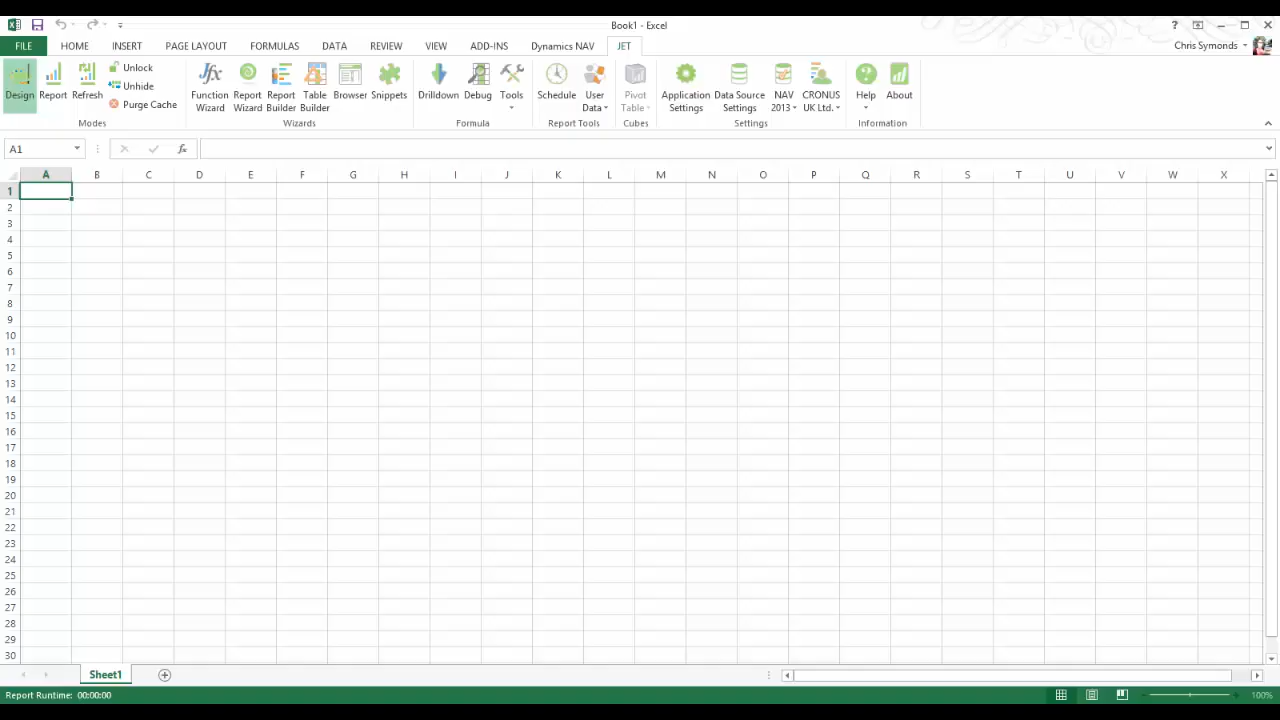 Book1 - Excel
?
FILE HOME INSERT PAGE LAYOUT FORMULAS DATA REVIEW VIEW ADD-INS Dynamics NAV JET Chris Symonds
Design Report Refresh Unlock Unhide Purge Cache
Modes
Function Wizard Report Wizard Report Builder Table Builder Browser Snippets
Wizards
Drilldown Debug Tools
Formula
Schedule User Data
Report Tools
Pivot Table
Cubes
Application Settings Data Source Settings NAV 2013 CRONUS UK Ltd.
Settings
Help About
Information
A1 fx
A B C D E F G H I J K L M N O P Q R S T U V W X
1
2
3
4
5
6
7
8
9
10
11
12
13
14
15
16
17
18
19
20
21
22
23
24
25
26
27
28
29
30
Sheet1
Report Runtime: 00:00:00 100%